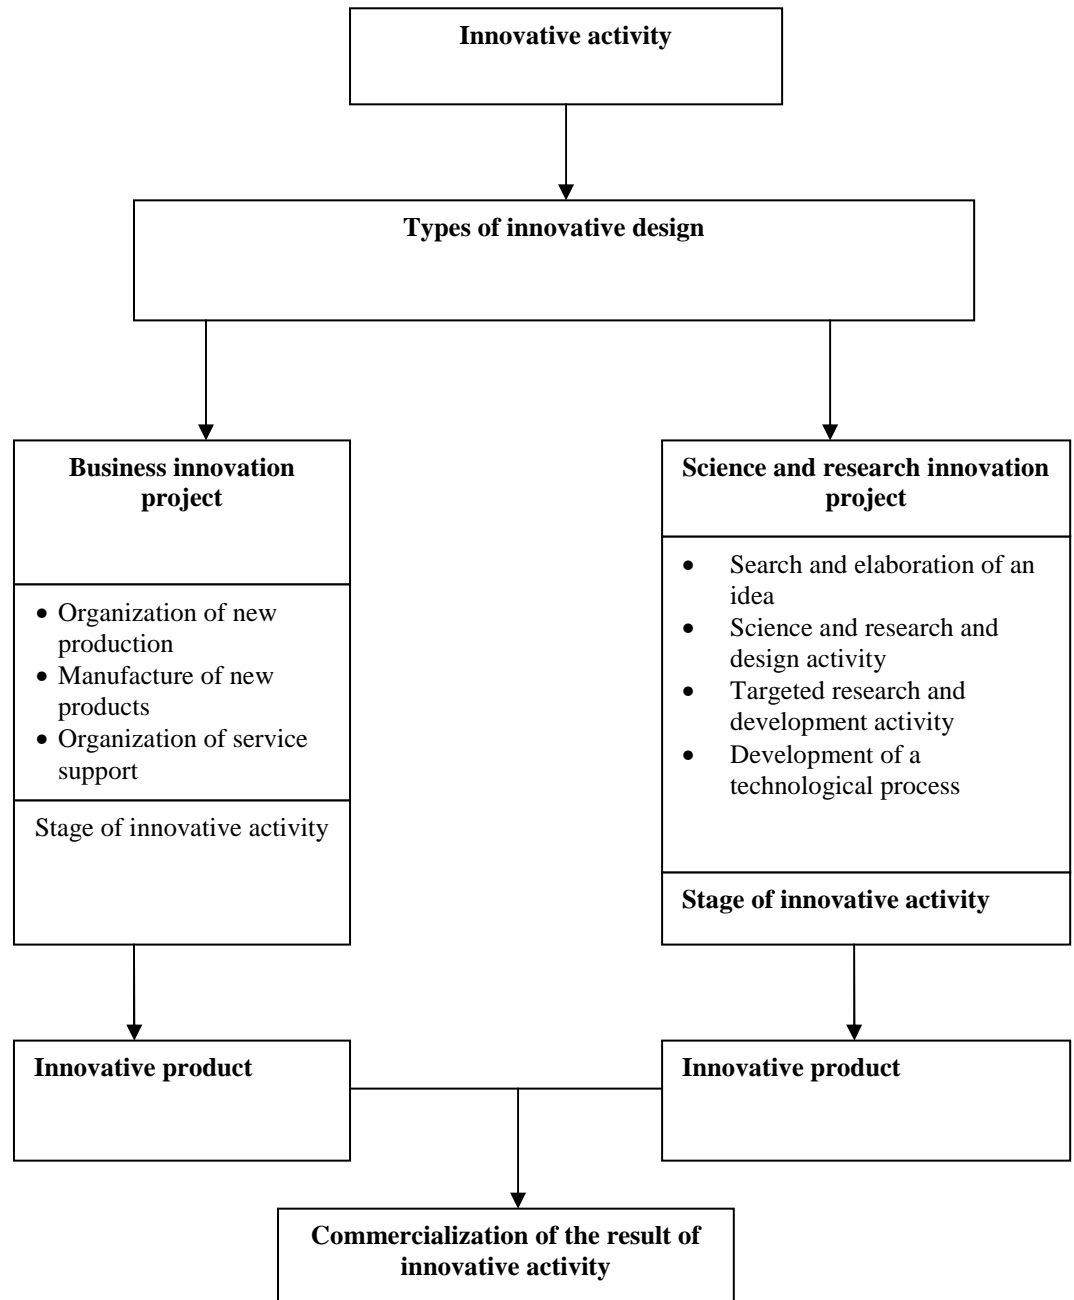 Innovative activity
Types of innovative design
Business innovation
project
• Organization of new
production
• Manufacture of new
products
• Organization of service
support
Stage of innovative activity
Science and research innovation
project
• Search and elaboration of an
idea
• Science and research and
design activity
• Targeted research and
development activity
• Development of a
technological process
Stage of innovative activity
Innovative product
Innovative product
Commercialization of the result of
innovative activity